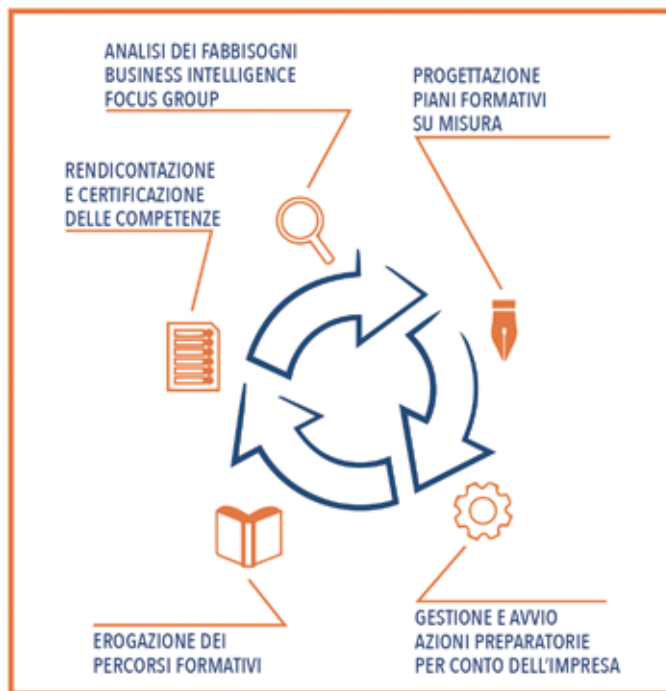 ANALISI DEI FABBISOGNI
BUSINESS INTELLIGENCE
FOCUS GROUP
PROGETTAZIONE
PIANI FORMATIVI
SU MISURA
RENDICONTAZIONE
E CERTIFICAZIONE
DELLE COMPETENZE
EROGAZIONE DEI
PERCORSI FORMATIVI
GESTIONE E AVVIO
AZIONI PREPARATORIE
PER CONTO DELL'IMPRESA